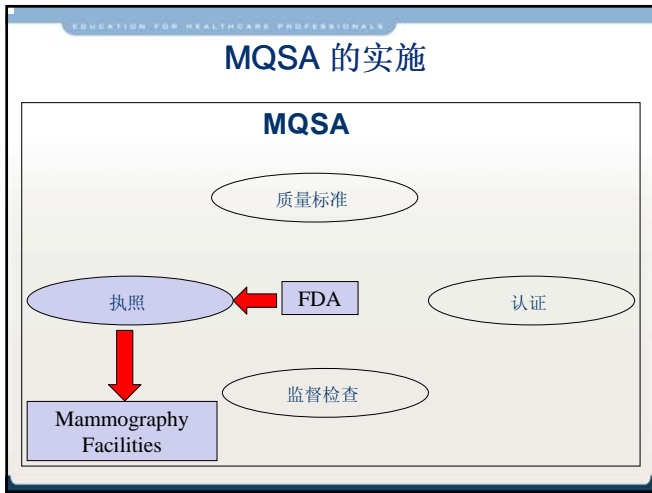 EDUCATION FOR HEALTHCARE PROFESSIONALS
MQSA 的实施
MQSA
质量标准
执照
FDA
认证
监督检查
Mammography
Facilities